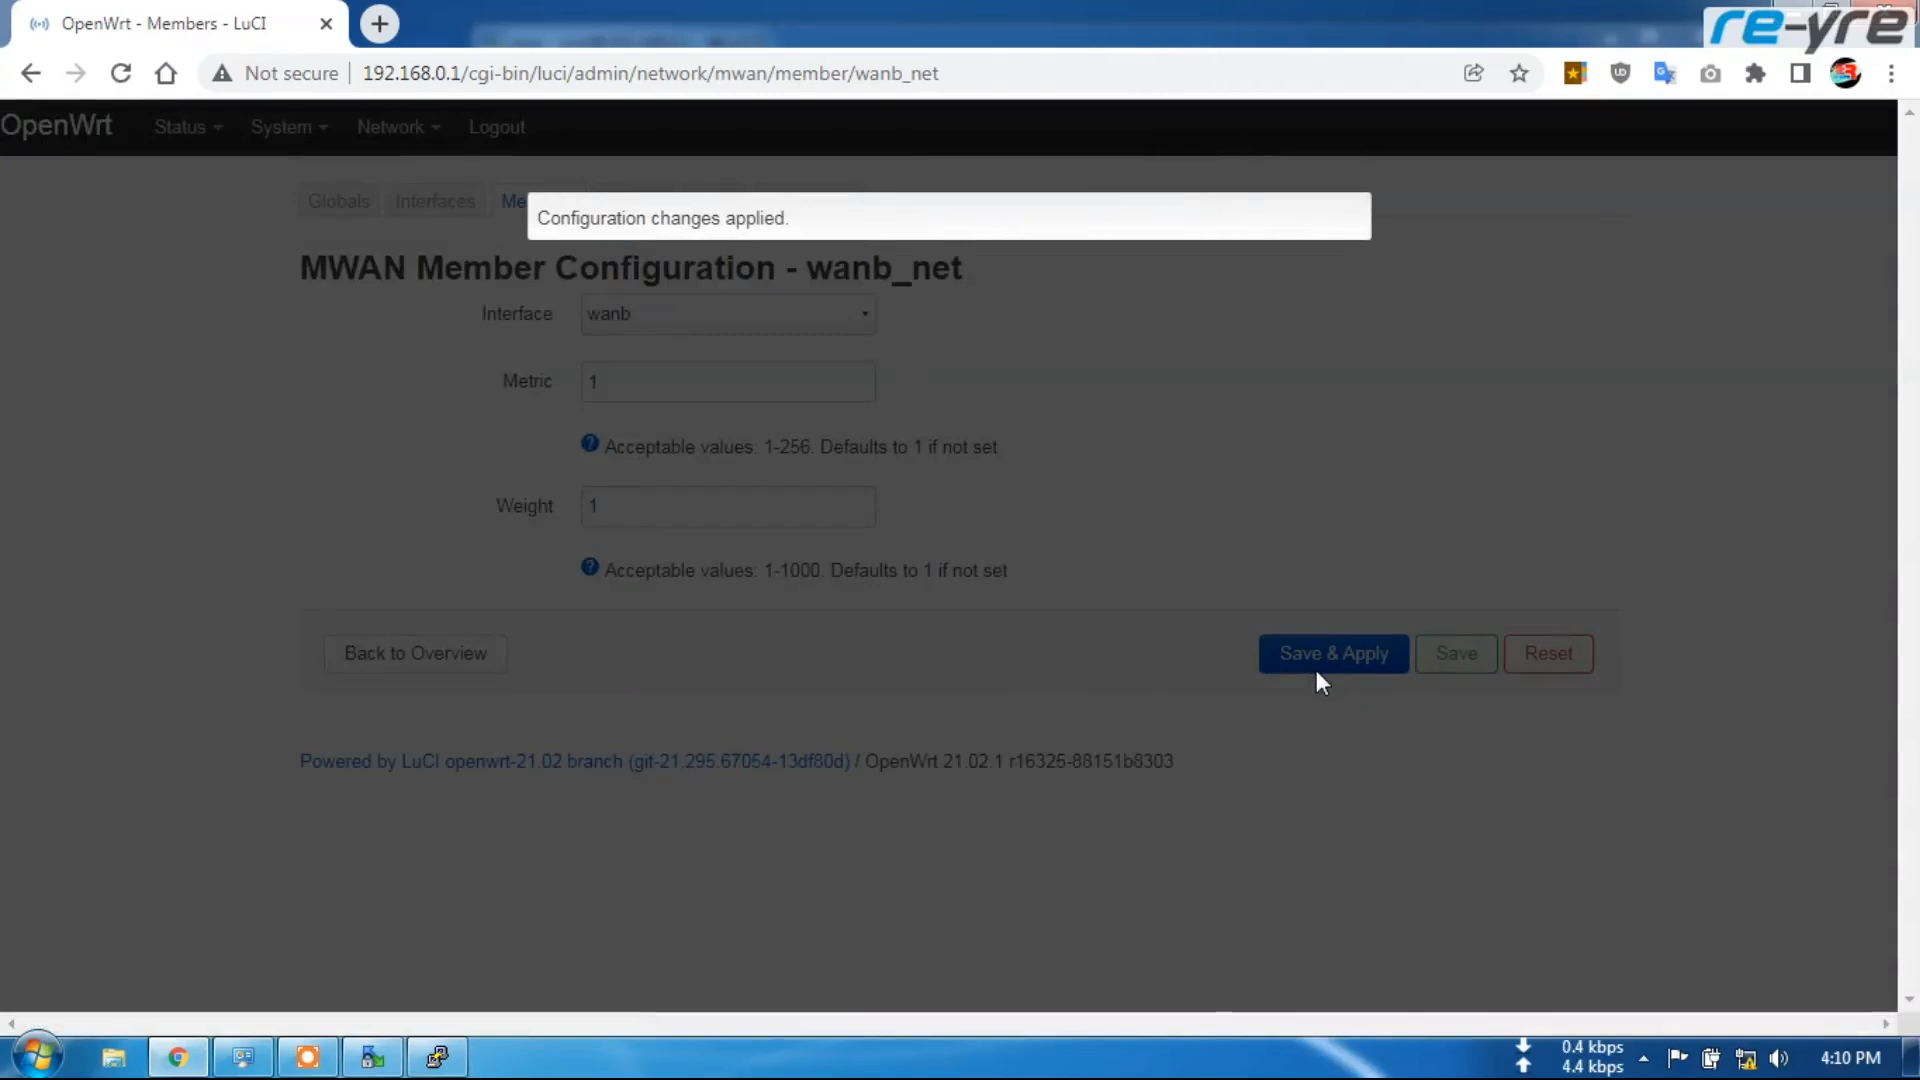 OpenWrt - Members - LuCI
re-yre
Not secure
192.168.0.1/cgi-bin/luci/admin/network/mwan/member/wanb_net
OpenWrt
Status
System
Network
Logout
Globals
Interfaces
Me
Configuration changes applied.
MWAN Member Configuration - wanb_net
Interface
wanb
Metric
1
Acceptable values: 1-256. Defaults to 1 if not set
Weight
1
Acceptable values: 1-1000. Defaults to 1 if not set
Back to Overview
Save & Apply
Save
Reset
Powered by LuCI openwrt-21.02 branch (git-21.295.67054-13df80d) / OpenWrt 21.02.1 r16325-88151b8303
0.4 kbps
4.4 kbps
4:10 PM